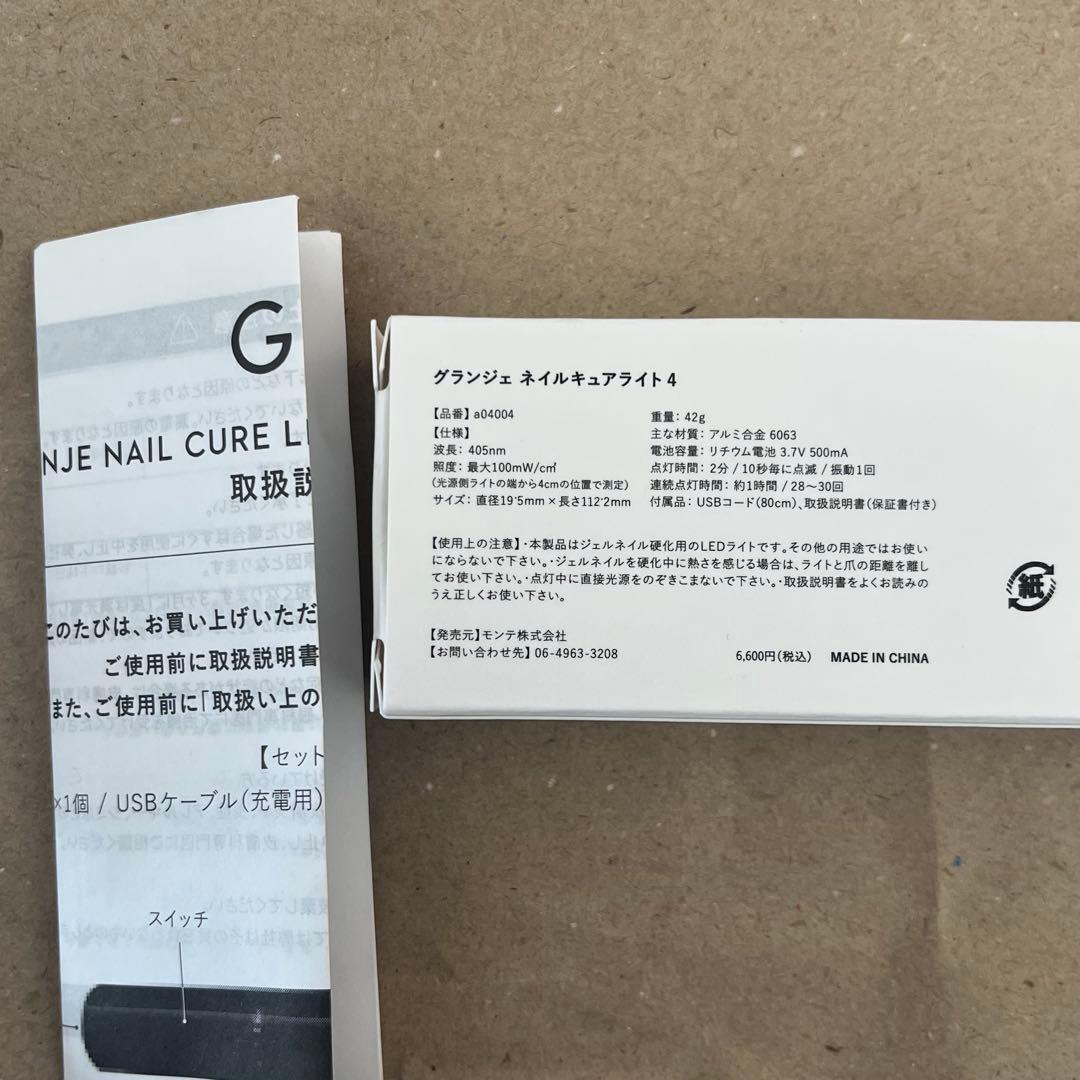 G
NJE NAIL CURE LI
取扱説
このたびは、お買い上げいただ
ご使用前に取扱説明書
また、ご使用前に「取扱い上の
【セット
×1個 / USBケーブル(充電用)
スイッチ
グランジェ ネイルキュアライト4
【品番】a04004
【仕様】
波長: 405nm
照度: 最大100mW/c㎡
(光源側ライトの端から4cmの位置で測定)
サイズ: 直径19·5mm×長さ112·2mm
重量: 42g
主な材質: アルミ合金 6063
電池容量: リチウム電池 3.7V 500mA
点灯時間: 2分 / 10秒毎に点滅 / 振動1回
連続点灯時間: 約1時間 / 28〜30回
付属品: USBコード(80cm)、取扱説明書(保証書付き)
【使用上の注意】・本製品はジェルネイル硬化用のLEDライトです。その他の用途ではお使い
にならないで下さい。・ジェルネイルを硬化中に熱さを感じる場合は、ライトと爪の距離を離し
てお使い下さい。・点灯中に直接光源をのぞきこまないで下さい。・取扱説明書をよくお読みの
うえ正しくお使い下さい。
【発売元】モンテ株式会社
【お問い合わせ先】06-4963-3208
6,600円(税込) MADE IN CHINA
紙